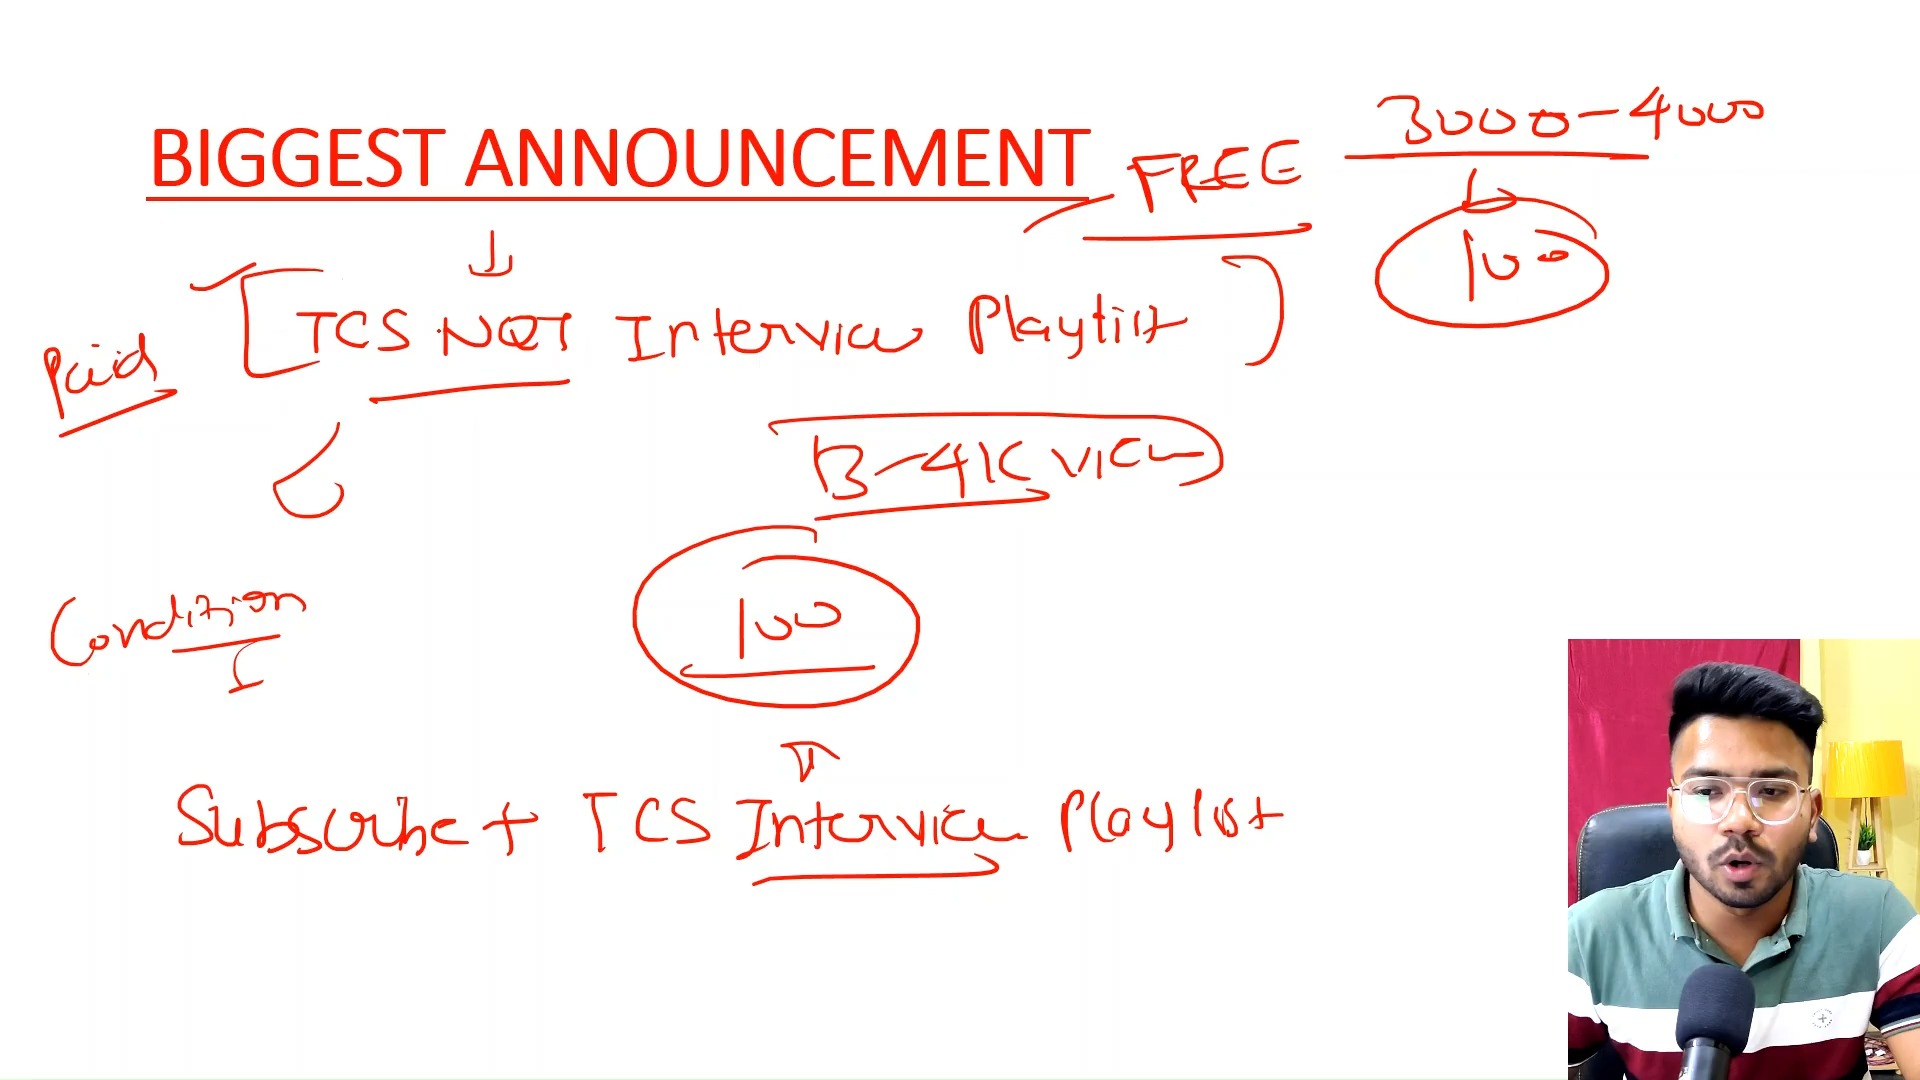 BIGGEST ANNOUNCEMENT FREE 3000-4000
100
Paid [TCS NQT Interview Playlist]
3-4K view
100
Condition
Subscribe + TCS Interview Playlist